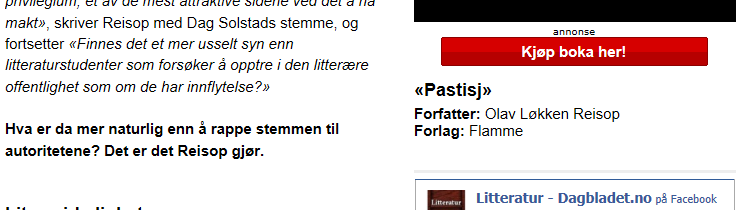 privilegium, et av de mest attraktive sidene ved det å ha
makt», skriver Reisop med Dag Solstads stemme, og
fortsetter «Finnes det et mer usselt syn enn
litteraturstudenter som forsøker å opptre i den litterære
offentlighet som om de har innflytelse?»
Hva er da mer naturlig enn å rappe stemmen til
autoritetene? Det er det Reisop gjør.
annonse
Kjøp boka her!
«Pastisj»
Forfatter: Olav Løkken Reisop
Forlag: Flamme
Litteratur
Litteratur - Dagbladet.no på Facebook